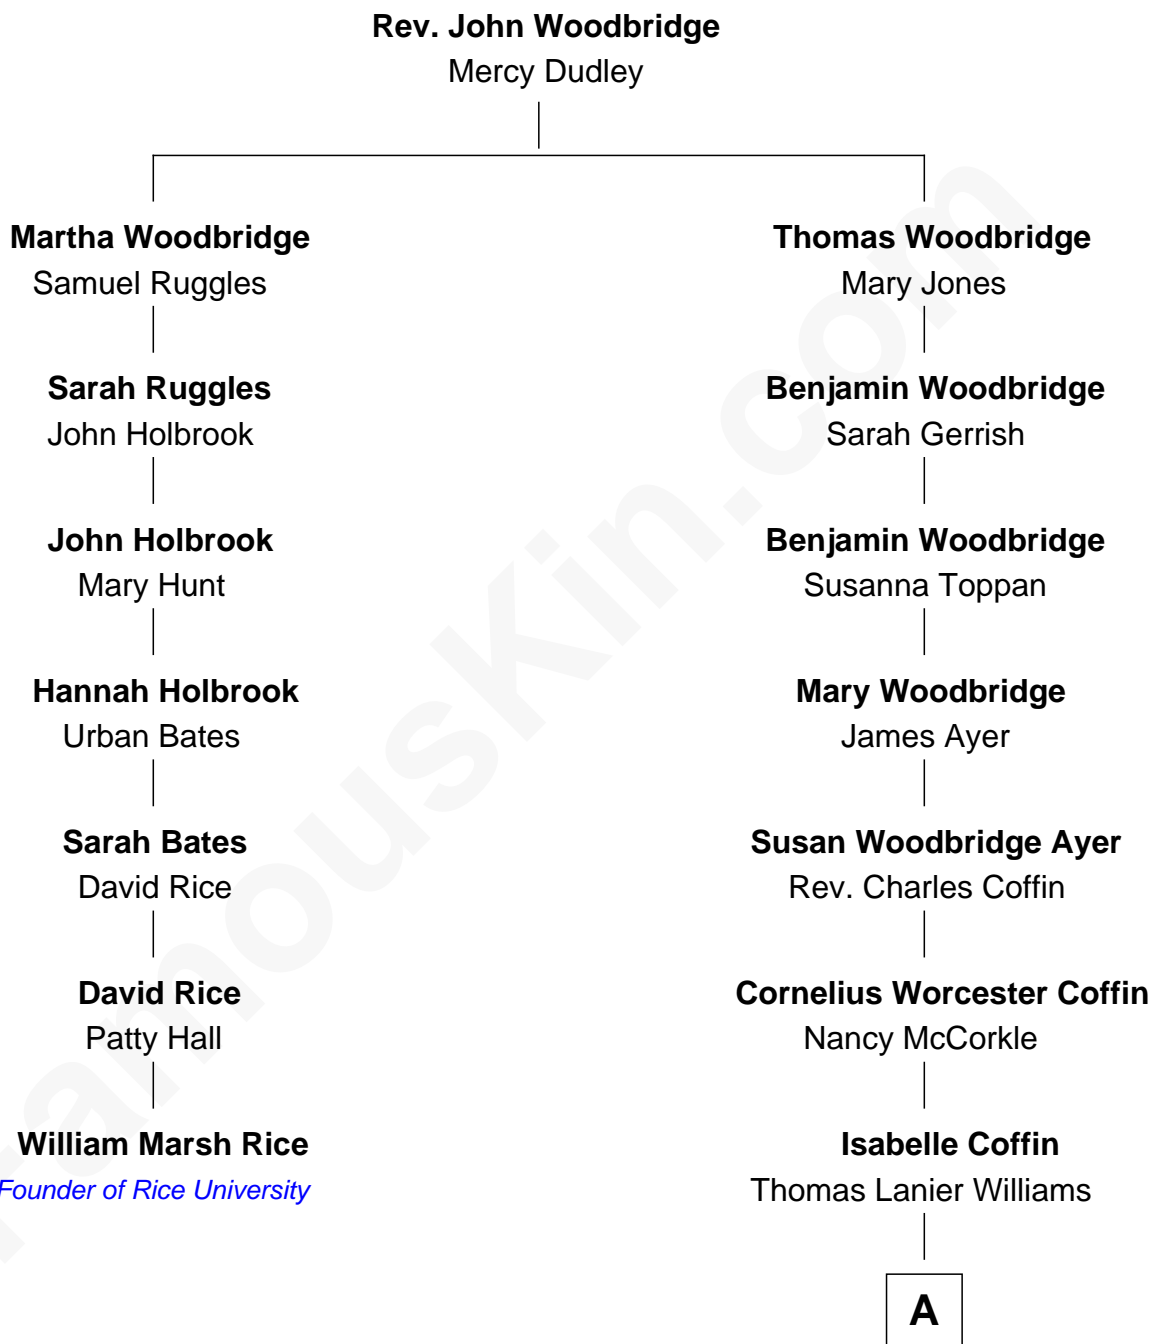 Rev. John Woodbridge
Mercy Dudley
Martha Woodbridge
Samuel Ruggles
Thomas Woodbridge
Mary Jones
Sarah Ruggles
John Holbrook
Benjamin Woodbridge
Sarah Gerrish
John Holbrook
Mary Hunt
Benjamin Woodbridge
Susanna Toppan
Hannah Holbrook
Urban Bates
Mary Woodbridge
James Ayer
Sarah Bates
David Rice
Susan Woodbridge Ayer
Rev. Charles Coffin
David Rice
Patty Hall
Cornelius Worcester Coffin
Nancy McCorkle
William Marsh Rice
Founder of Rice University
Isabelle Coffin
Thomas Lanier Williams
A
FamousKin.com